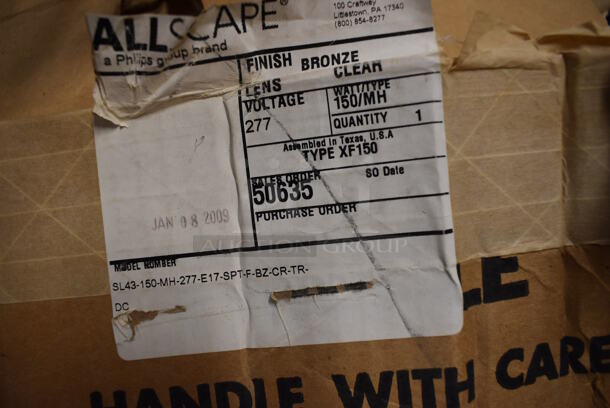 ALLSCAPE®
a Philips group brand
100 Craftway
Littlestown, PA 17340
(800) 854-8277
FINISH BRONZE
LENS CLEAR
VOLTAGE
277
WATT/TYPE
150/MH
QUANTITY 1
Assembled in Texas, U.S.A
TYPE XF150
SALES ORDER
50635
SO Date
PURCHASE ORDER
JAN 08 2009
AUCTION GROUP
MODEL NUMBER
SL43-150-MH-277-E17-SPT-F-BZ-CR-TR-
DC
LE
HANDLE WITH CARE